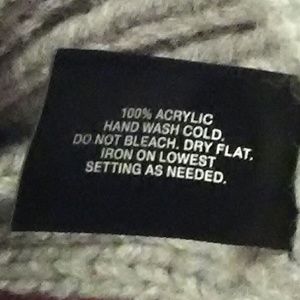 100% ACRYLIC
HAND WASH COLD.
DO NOT BLEACH. DRY FLAT.
IRON ON LOWEST
SETTING AS NEEDED.